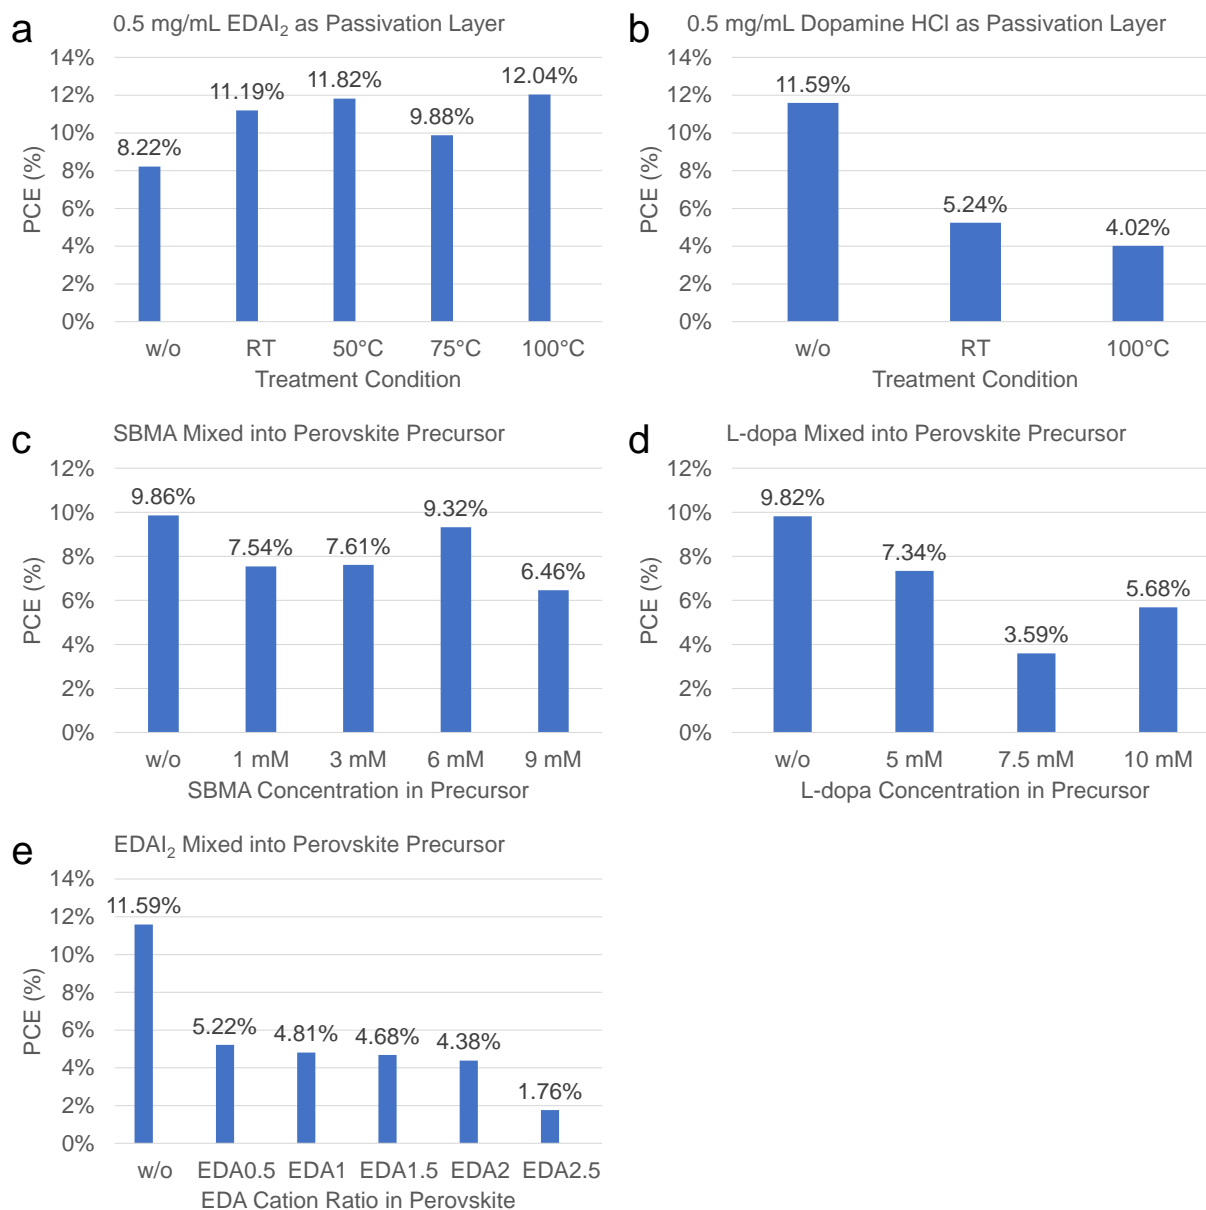 a
0.5 mg/mL EDAI2 as Passivation Layer
PCE (%)
14%
12%
10%
8%
6%
4%
2%
0%
8.22%
11.19%
11.82%
9.88%
12.04%
w/o RT 50°C 75°C 100°C
Treatment Condition
b
0.5 mg/mL Dopamine HCl as Passivation Layer
PCE (%)
14%
12%
10%
8%
6%
4%
2%
0%
11.59%
5.24%
4.02%
w/o RT 100°C
Treatment Condition
c
SBMA Mixed into Perovskite Precursor
PCE (%)
12%
10%
8%
6%
4%
2%
0%
9.86%
7.54%
7.61%
9.32%
6.46%
w/o 1 mM 3 mM 6 mM 9 mM
SBMA Concentration in Precursor
d
L-dopa Mixed into Perovskite Precursor
PCE (%)
12%
10%
8%
6%
4%
2%
0%
9.82%
7.34%
3.59%
5.68%
w/o 5 mM 7.5 mM 10 mM
L-dopa Concentration in Precursor
e
EDAI2 Mixed into Perovskite Precursor
PCE (%)
14%
12%
10%
8%
6%
4%
2%
0%
11.59%
5.22%
4.81%
4.68%
4.38%
1.76%
w/o EDA0.5 EDA1 EDA1.5 EDA2 EDA2.5
EDA Cation Ratio in Perovskite